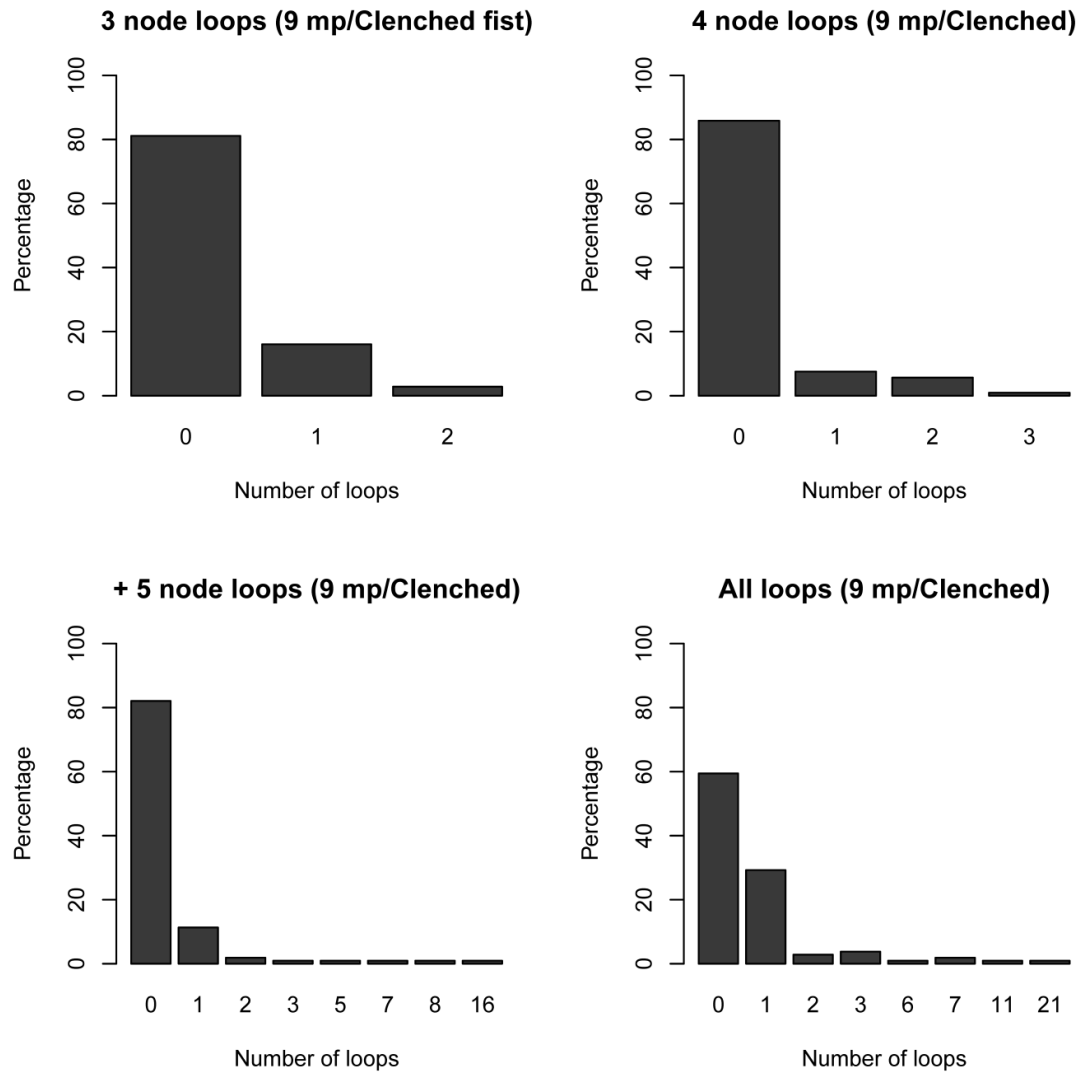 3 node loops (9 mp/Clenched fist)
Percentage
100
80
60
40
20
0
0 1 2
Number of loops
4 node loops (9 mp/Clenched)
Percentage
100
80
60
40
20
0
0 1 2 3
Number of loops
+ 5 node loops (9 mp/Clenched)
Percentage
100
80
60
40
20
0
0 1 2 3 5 7 8 16
Number of loops
All loops (9 mp/Clenched)
Percentage
100
80
60
40
20
0
0 1 2 3 6 7 11 21
Number of loops